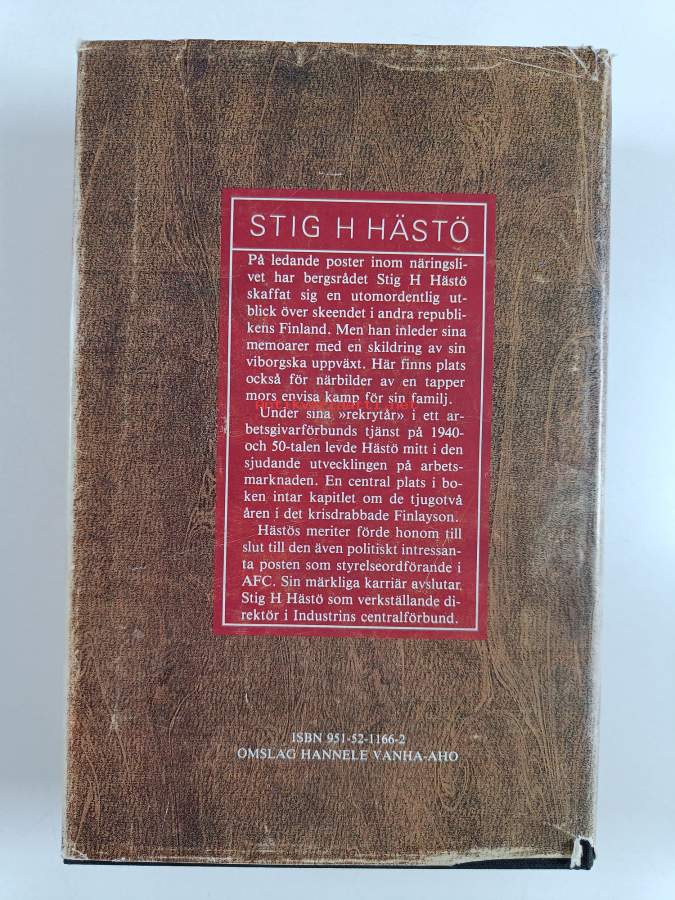 STIG H HÄSTÖ
På ledande poster inom näringsli-
vet har bergsrådet Stig H Hästö
skaffat sig en utomordentlig ut-
blick över skeendet i andra republi-
kens Finland. Men han inleder sina
memoarer med en skildring av sin
viborgska uppväxt. Här finns plats
också för närbilder av en tapper
mors envisa kamp för sin familj.
Under sina »rekrytår» i ett ar-
betsgivarförbunds tjänst på 1940-
och 50-talen levde Hästö mitt i den
sjudande utvecklingen på arbets-
marknaden. En central plats i bo-
ken intar kapitlet om de tjugotvå
åren i det krisdrabbade Finlayson.
Hästös meriter förde honom till
slut till den även politiskt intressan-
ta posten som styrelseordförande i
AFC. Sin märkliga karriär avslutar
Stig H Hästö som verkställande di-
rektör i Industrins centralförbund.
ISBN 951-52-1166-2
OMSLAG HANNELE VANHA-AHO